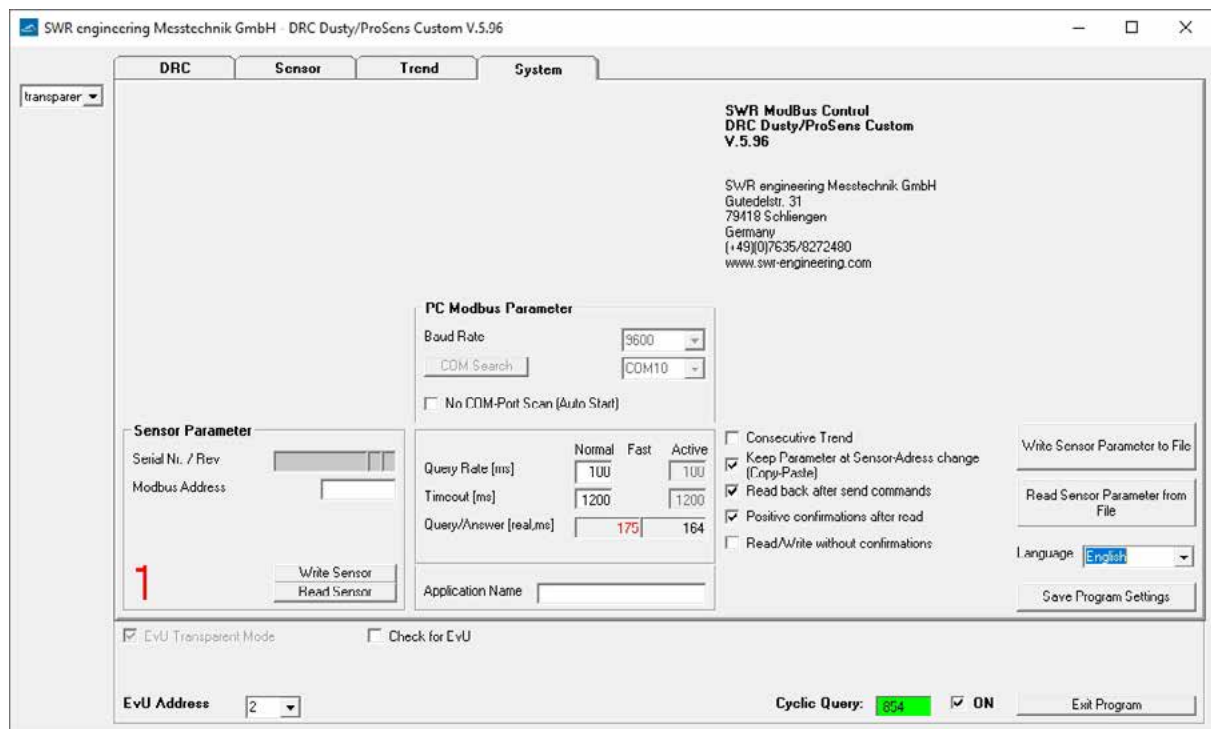 SWR engineering Messtechnik GmbH - DRC Dusty/ProSens Custom V.5.96
DRC Sensor Trend System
transparer
SWR ModBus Control
DRC Dusty/ProSens Custom
V.5.96
SWR engineering Messtechnik GmbH
Gutedelstr. 31
79418 Schliengen
Germany
(+49)(0)7635/8272480
www.swr-engineering.com
PC Modbus Parameter
Baud Rate 9600
COM Search COM10
No COM-Port Scan (Auto Start)
Sensor Parameter
Serial Nr. / Rev
Modbus Address
1
Write Sensor
Read Sensor
Normal Fast Active
Query Rate [ms] 100 100
Timeout [ms] 1200 1200
Query/Answer [real,ms] 175 164
Application Name
Consecutive Trend
Keep Parameter at Sensor-Adress change
(Copy-Paste)
Read back after send commands
Positive confirmations after read
Read/Write without confirmations
Write Sensor Parameter to File
Read Sensor Parameter from
File
Language English
Save Program Settings
EvU Transparent Mode Check for EvU
EvU Address 2 Cyclic Query: 854 ON Exit Program